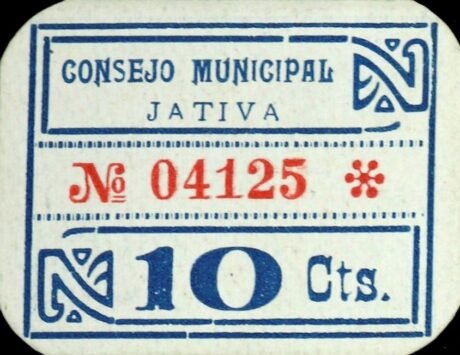 CONSEJO MUNICIPAL
JATIVA
No 04125
10 Cts.